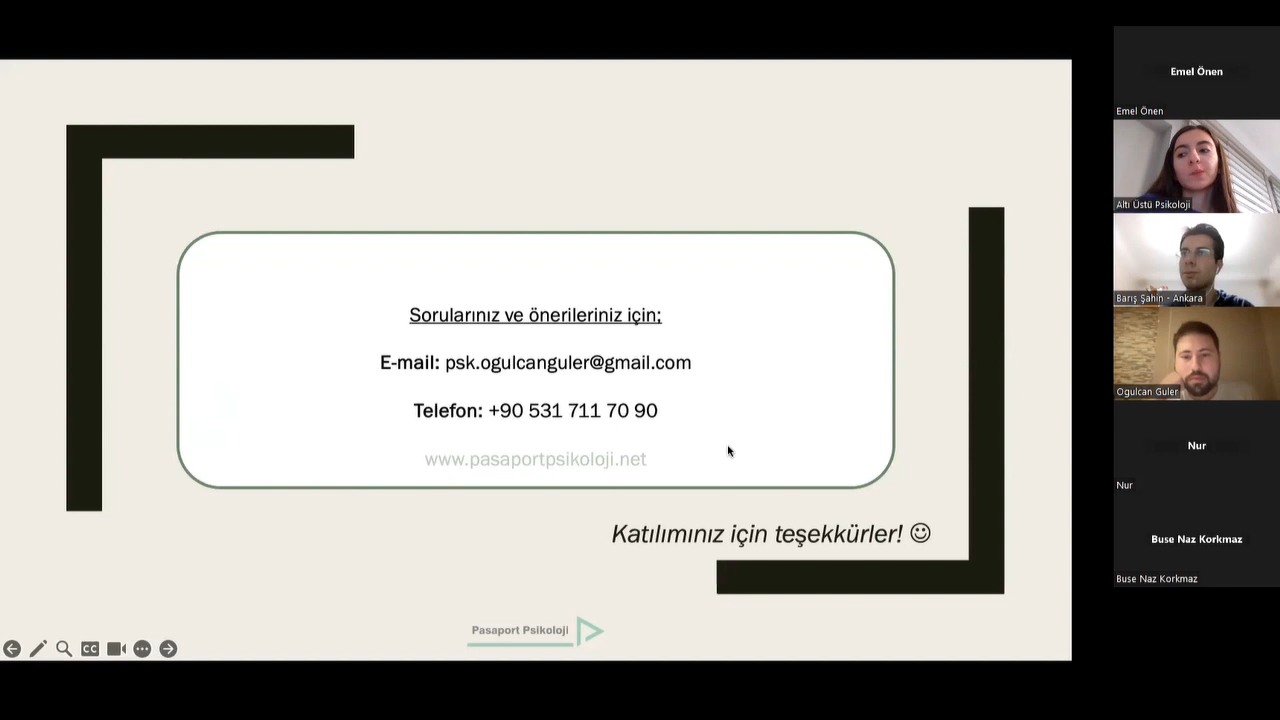 Sorularınız ve önerileriniz için;
E-mail: psk.ogulcanguler@gmail.com
Telefon: +90 531 711 70 90
www.pasaportpsikoloji.net
Katılımınız için teşekkürler! ☺
Pasaport Psikoloji
CC
Emel Önen
Emel Önen
Altı Üstü Psikoloji
Barış Şahin - Ankara
Ogulcan Guler
Nur
Nur
Buse Naz Korkmaz
Buse Naz Korkmaz